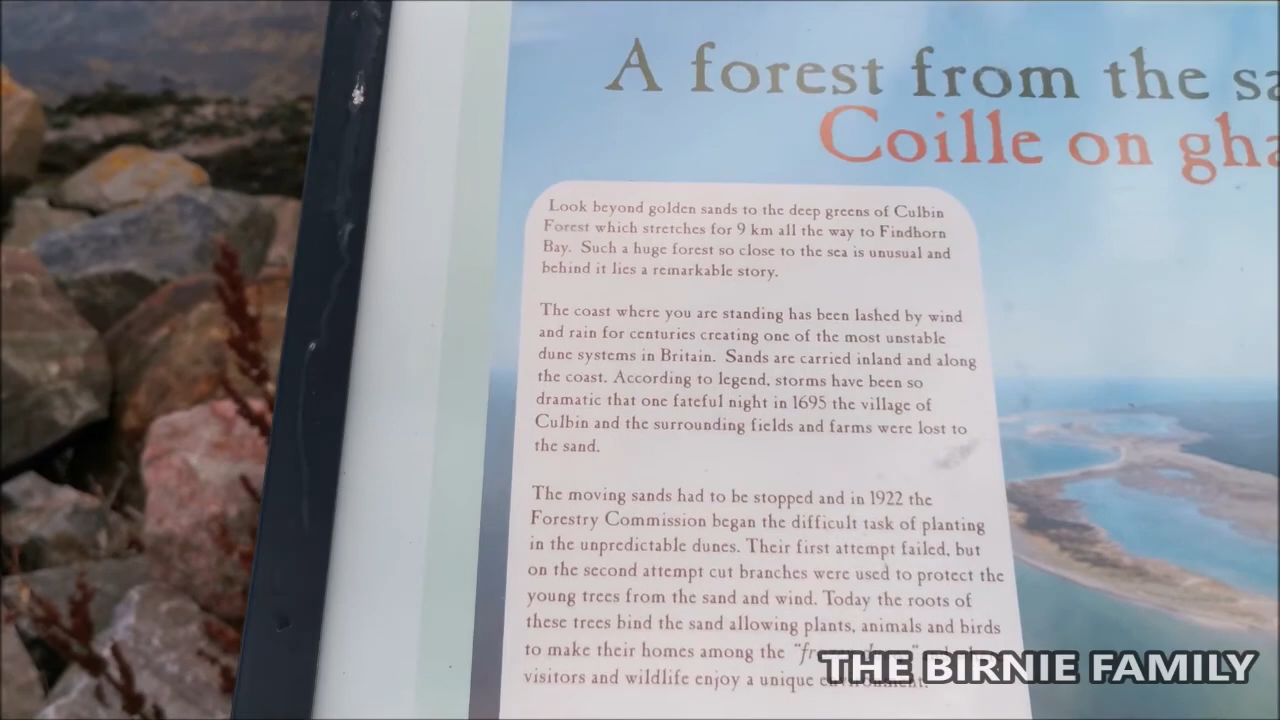 A forest from the sa
Coille on gha
Look beyond golden sands to the deep greens of Culbin
Forest which stretches for 9 km all the way to Findhorn
Bay. Such a huge forest so close to the sea is unusual and
behind it lies a remarkable story.
The coast where you are standing has been lashed by wind
and rain for centuries creating one of the most unstable
dune systems in Britain. Sands are carried inland and along
the coast. According to legend, storms have been so
dramatic that one fateful night in 1695 the village of
Culbin and the surrounding fields and farms were lost to
the sand.
The moving sands had to be stopped and in 1922 the
Forestry Commission began the difficult task of planting
in the unpredictable dunes. Their first attempt failed, but
on the second attempt cut branches were used to protect the
young trees from the sand and wind. Today the roots of
these trees bind the sand allowing plants, animals and birds
to make their homes among the
visitors and wildlife enjoy a unique environment.
THE BIRNIE FAMILY